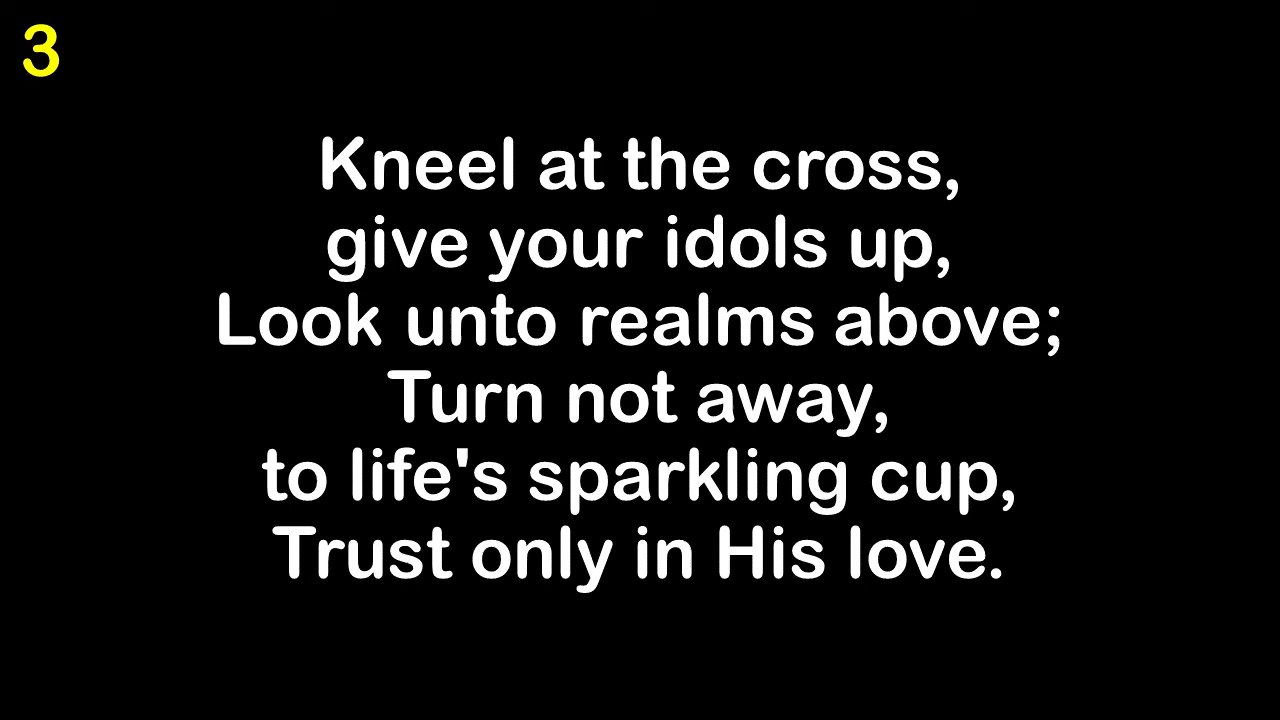 3
Kneel at the cross,
give your idols up,
Look unto realms above;
Turn not away,
to life's sparkling cup,
Trust only in His love.